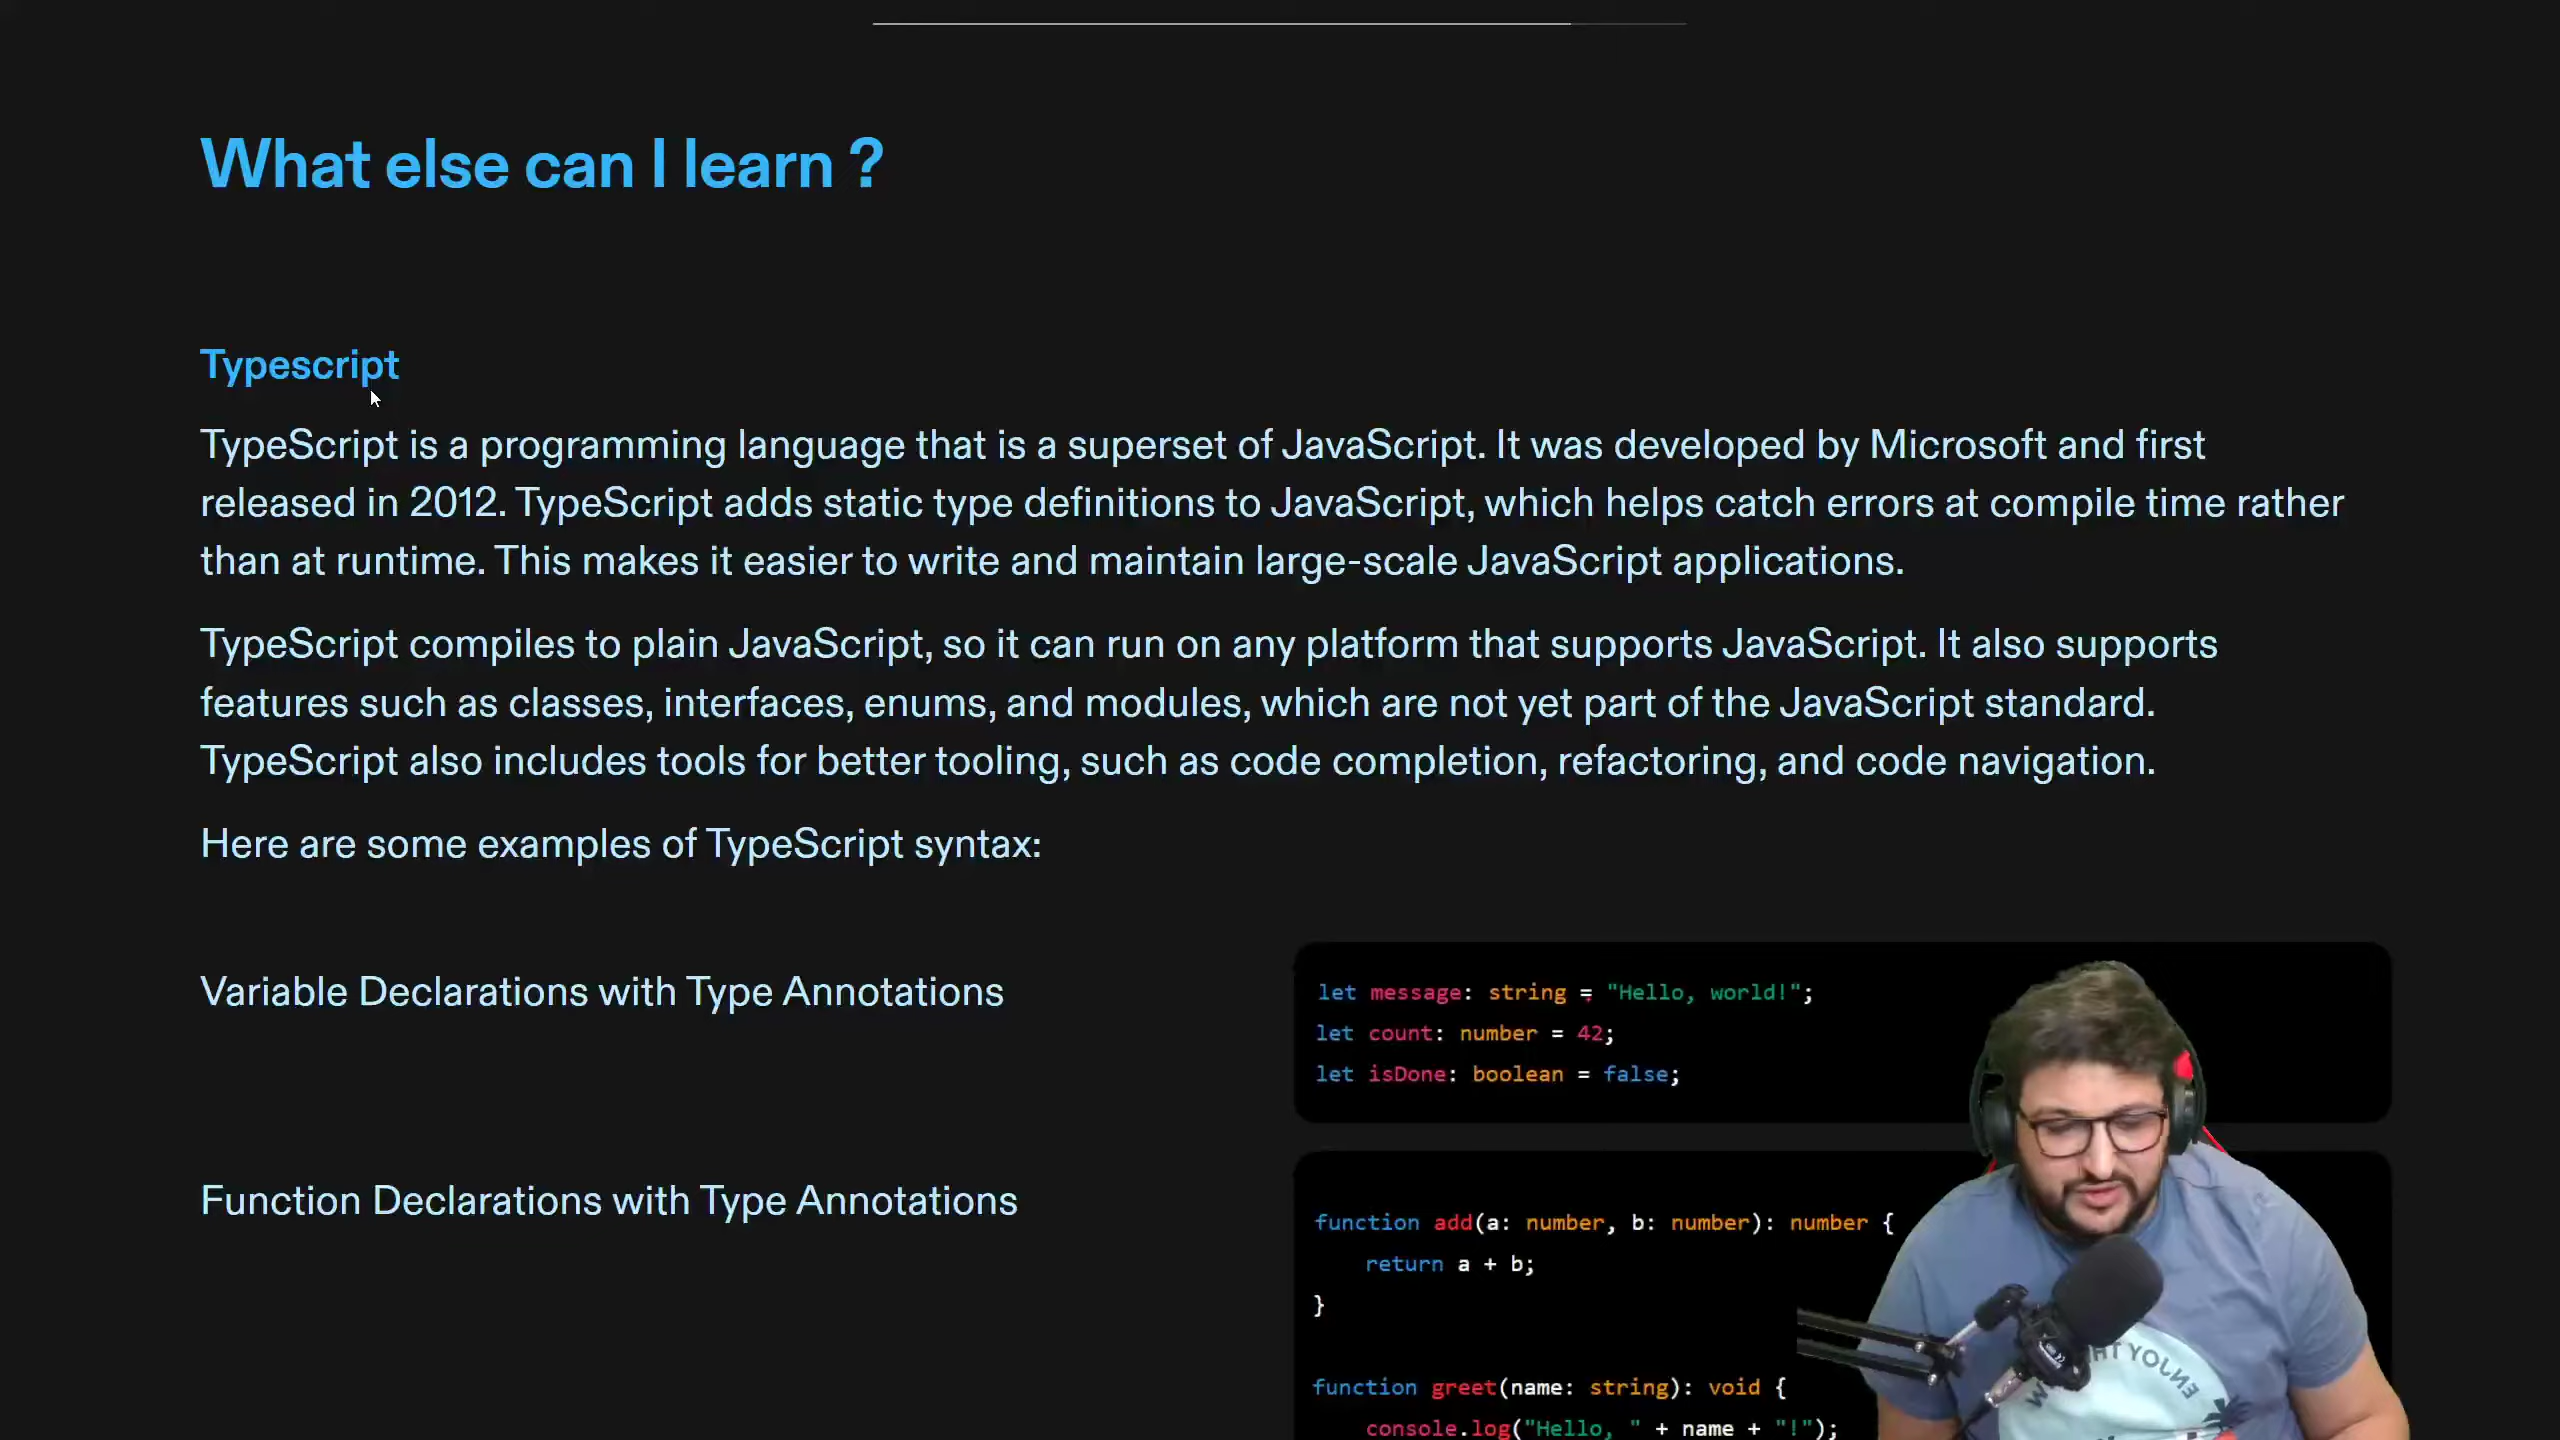 What else can I learn ?
Typescript
TypeScript is a programming language that is a superset of JavaScript. It was developed by Microsoft and first
released in 2012. TypeScript adds static type definitions to JavaScript, which helps catch errors at compile time rather
than at runtime. This makes it easier to write and maintain large-scale JavaScript applications.
TypeScript compiles to plain JavaScript, so it can run on any platform that supports JavaScript. It also supports
features such as classes, interfaces, enums, and modules, which are not yet part of the JavaScript standard.
TypeScript also includes tools for better tooling, such as code completion, refactoring, and code navigation.
Here are some examples of TypeScript syntax:
Variable Declarations with Type Annotations
let message: string = "Hello, world!";
let count: number = 42;
let isDone: boolean = false;
Function Declarations with Type Annotations
function add(a: number, b: number): number {
return a + b;
}
function greet(name: string): void {
console.log("Hello, " + name + "!");
ENJOY